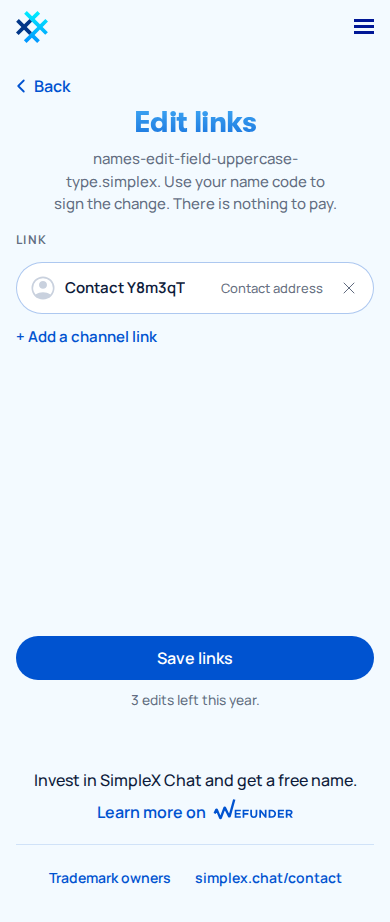 Back
Edit links
names-edit-field-uppercase-
type.simplex. Use your name code to
sign the change. There is nothing to pay.
LINK
Contact Y8m3qT Contact address
+ Add a channel link
Save links
3 edits left this year.
Invest in SimpleX Chat and get a free name.
Learn more on WEFUNDER
Trademark owners simplex.chat/contact